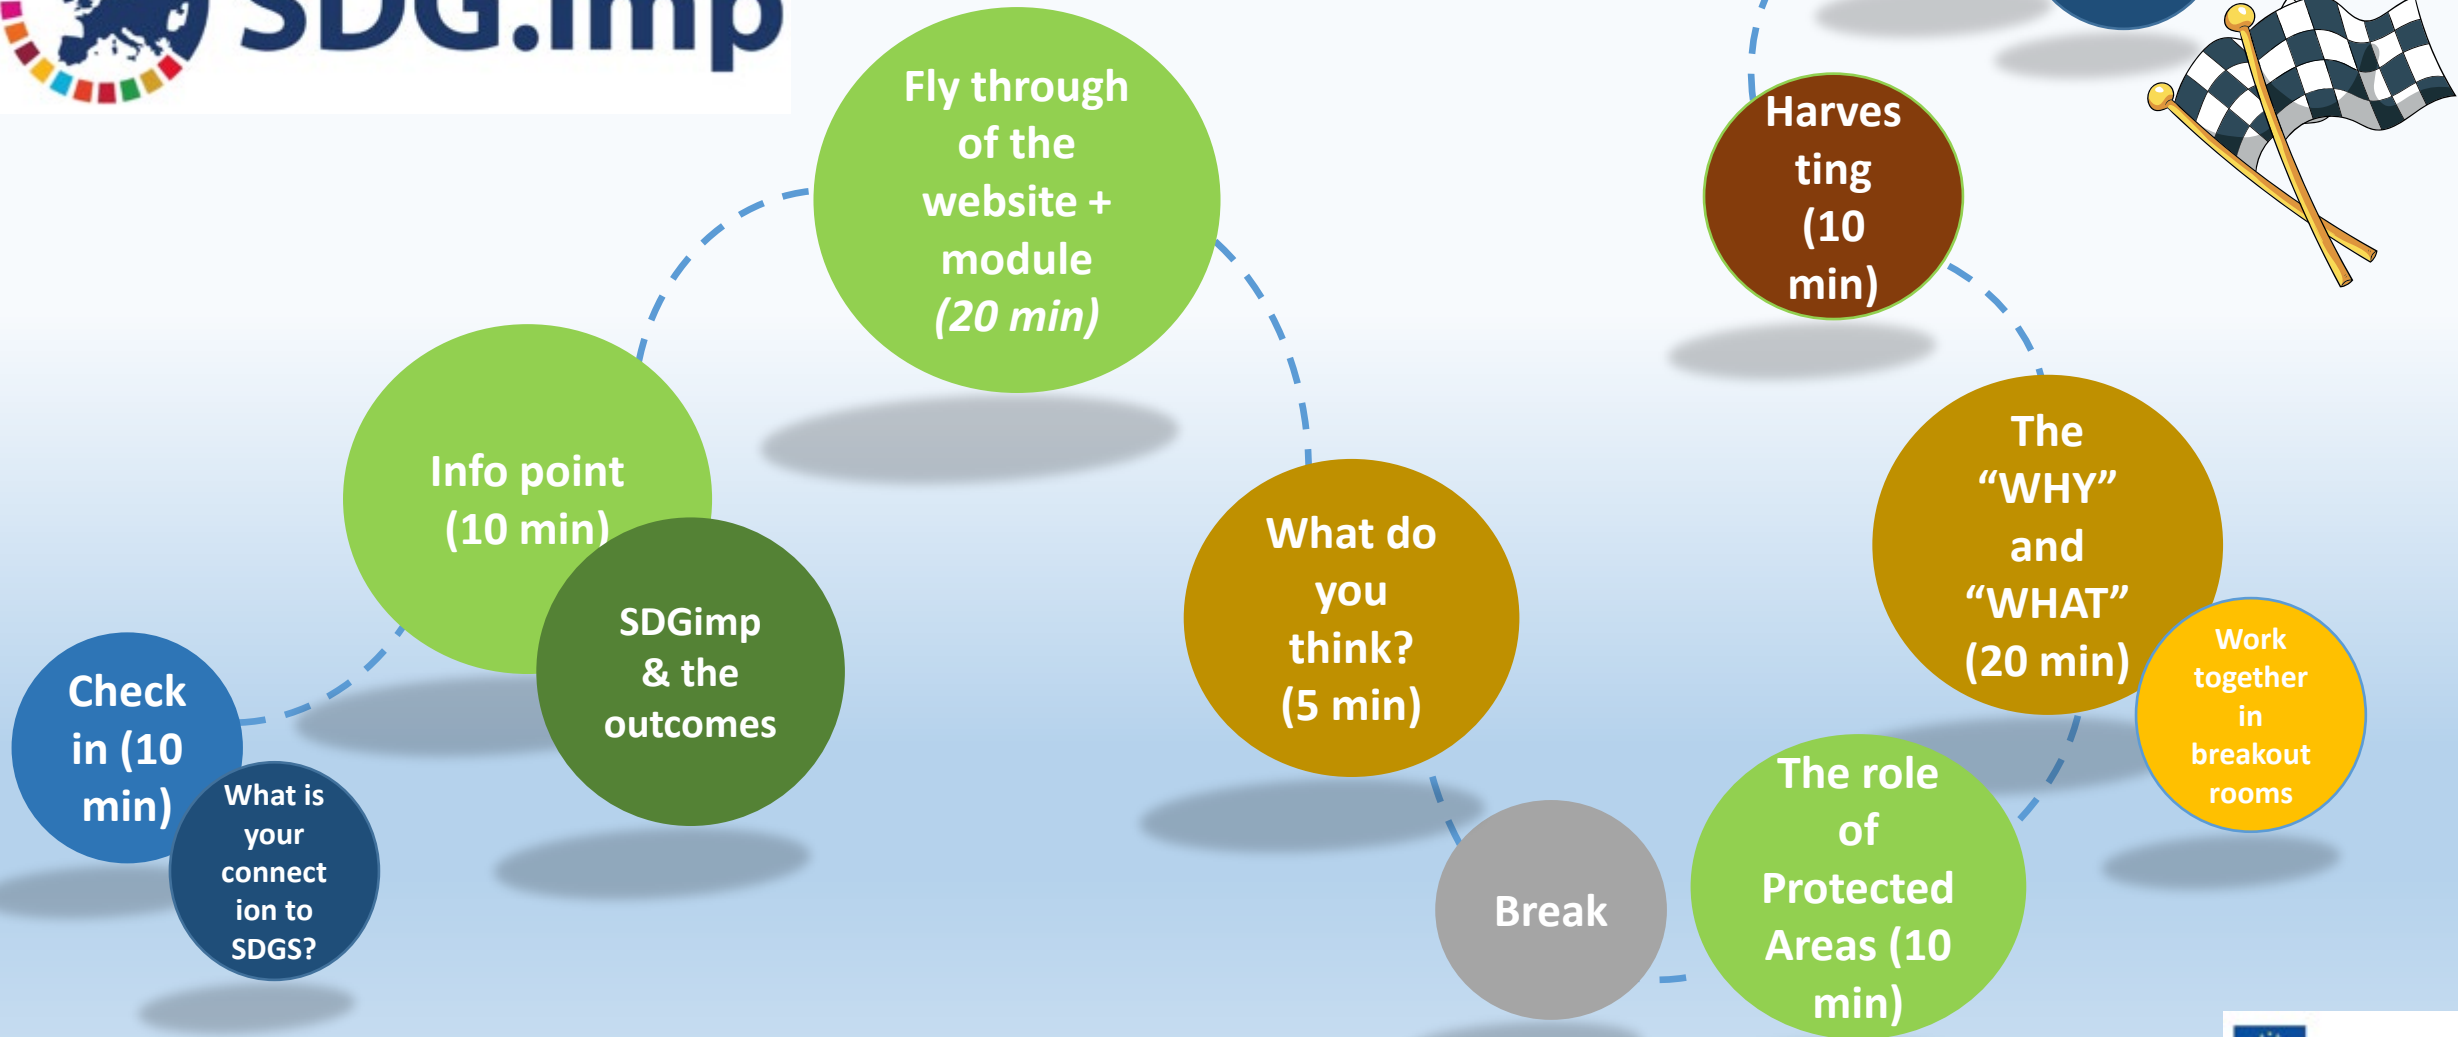 SDG.imp
Fly through
of the
website +
module
(20 min)
Harves
ting
(10
min)
Info point
(10 min)
SDGimp
& the
outcomes
Check
in (10
min)
What is
your
connect
ion to
SDGS?
What do
you
think?
(5 min)
Break
The role
of
Protected
Areas (10
min)
The
“WHY”
and
“WHAT”
(20 min)
Work
together
in
breakout
rooms